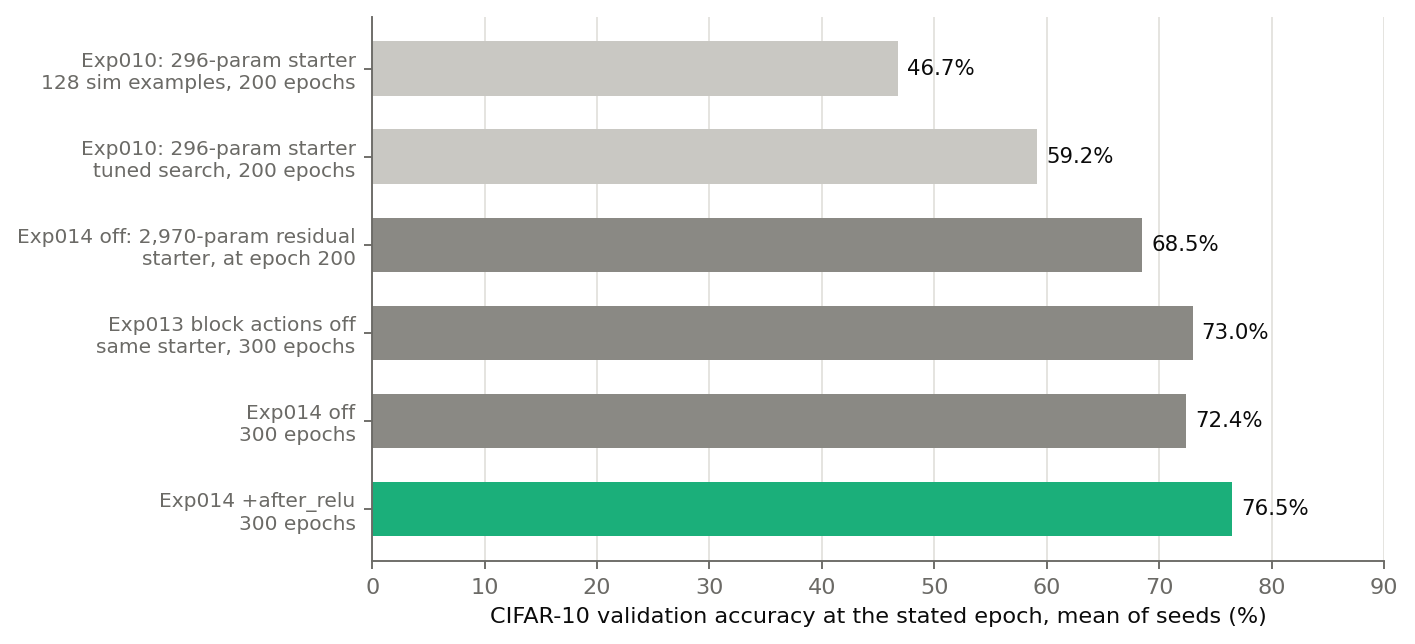 Exp010: 296-param starter
128 sim examples, 200 epochs
46.7%
Exp010: 296-param starter
tuned search, 200 epochs
59.2%
Exp014 off: 2,970-param residual
starter, at epoch 200
68.5%
Exp013 block actions off
same starter, 300 epochs
73.0%
Exp014 off
300 epochs
72.4%
Exp014 +after_relu
300 epochs
76.5%
0 10 20 30 40 50 60 70 80 90
CIFAR-10 validation accuracy at the stated epoch, mean of seeds (%)